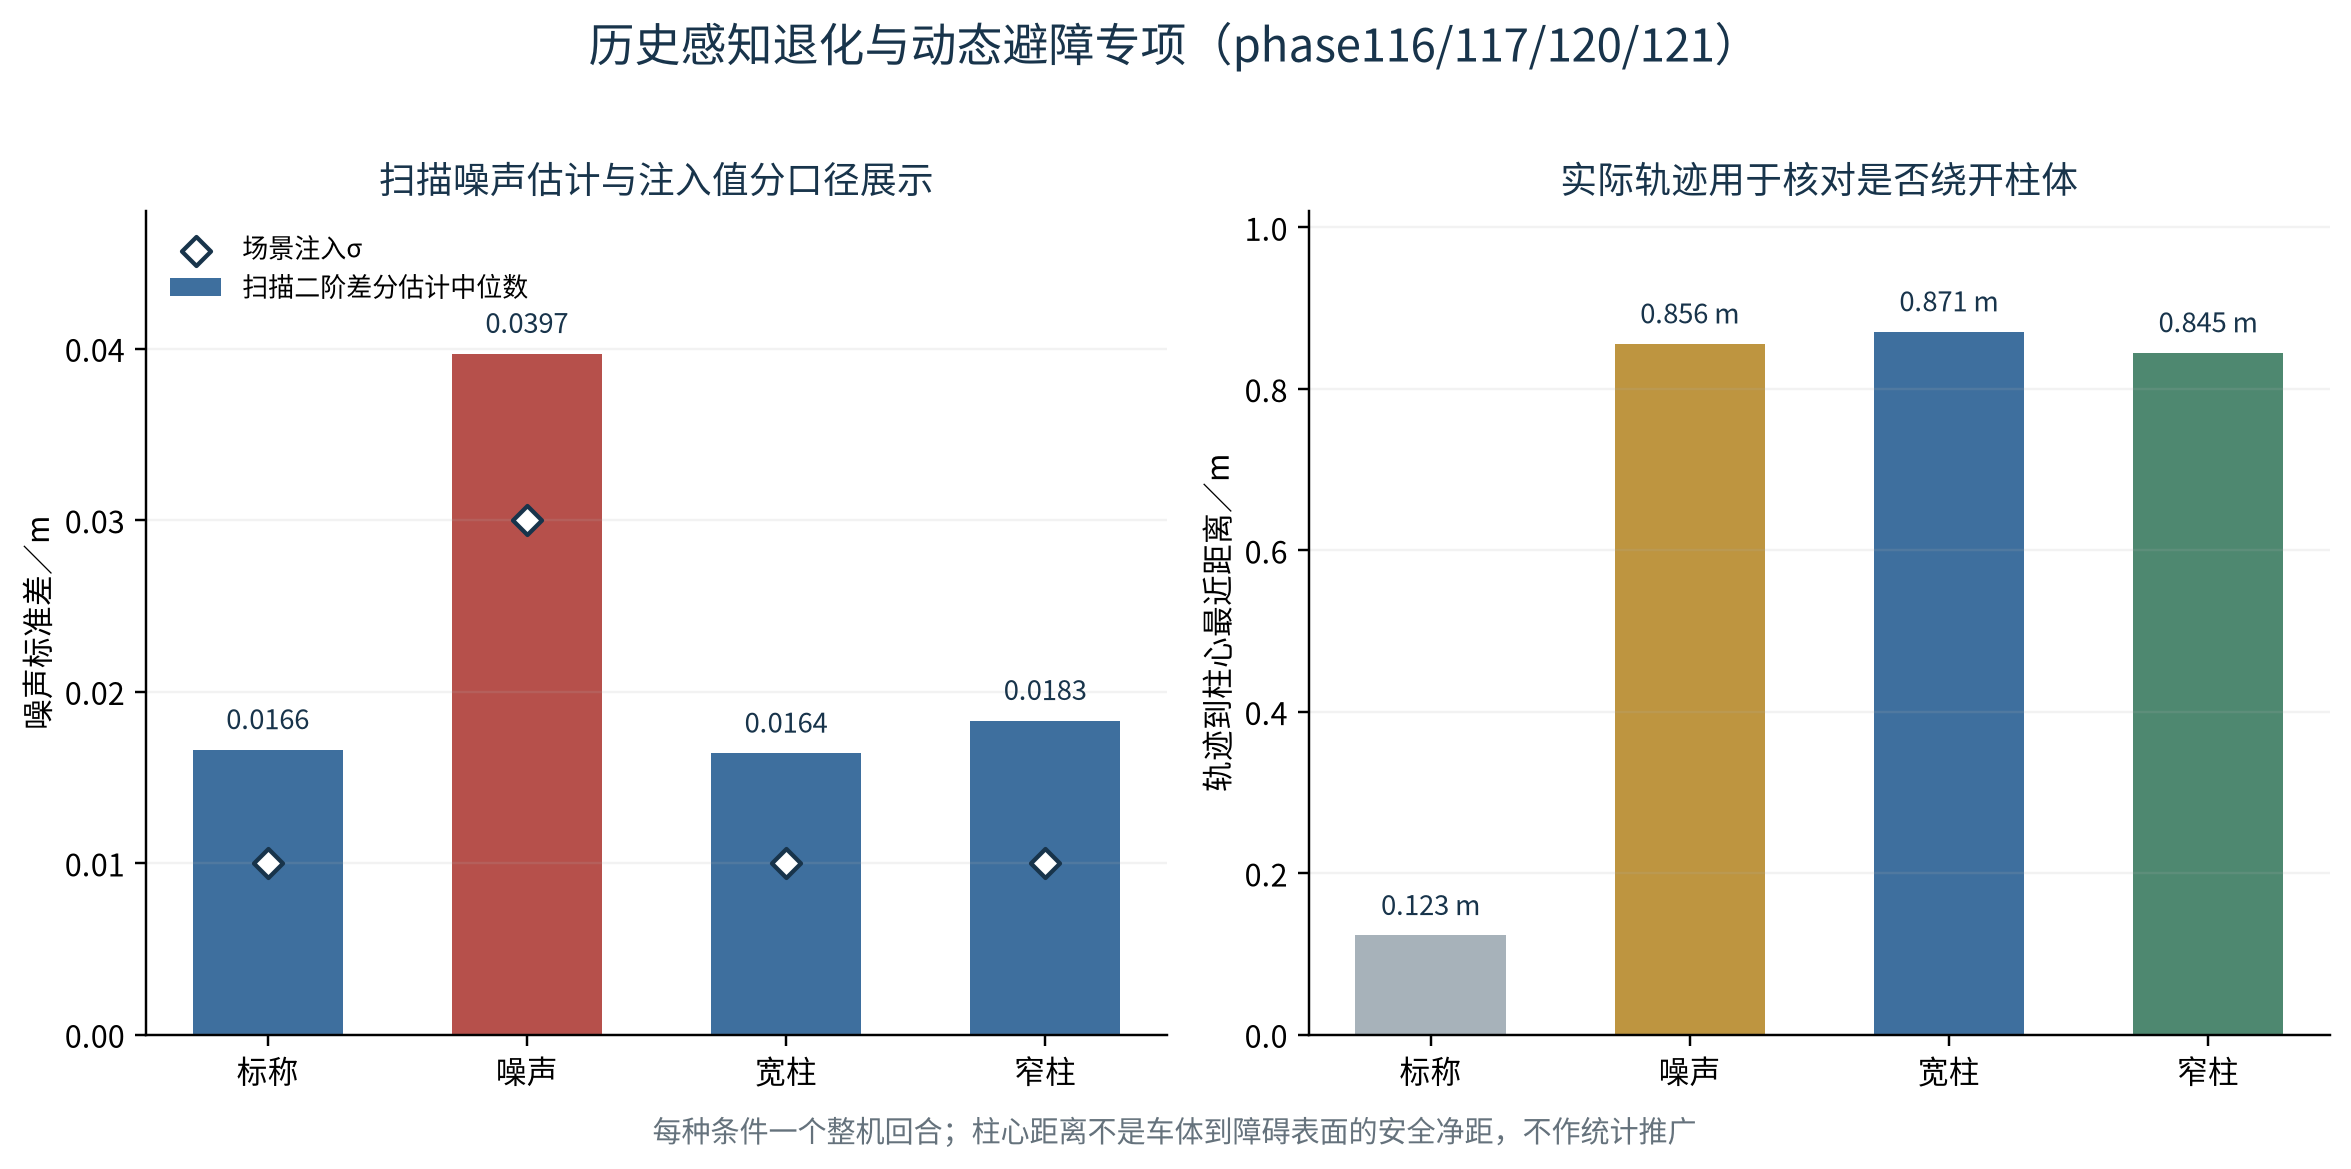 历史感知退化与动态避障专项（phase116/117/120/121）
扫描噪声估计与注入值分口径展示
场景注入σ
扫描二阶差分估计中位数
噪声标准差／m
0.04
0.03
0.02
0.01
0.00
0.0166
0.0397
0.0164
0.0183
标称
噪声
宽柱
窄柱
实际轨迹用于核对是否绕开柱体
轨迹到柱心最近距离／m
1.0
0.8
0.6
0.4
0.2
0.0
0.123 m
0.856 m
0.871 m
0.845 m
标称
噪声
宽柱
窄柱
每种条件一个整机回合；柱心距离不是车体到障碍表面的安全净距，不作统计推广